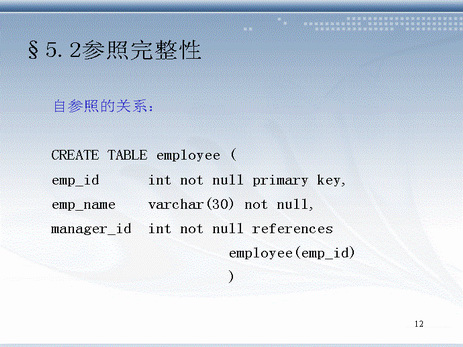 §5.2参照完整性
自参照的关系:
CREATE TABLE employee (
emp_id int not null primary key,
emp_name varchar(30) not null,
manager_id int not null references
employee(emp_id)
)
12